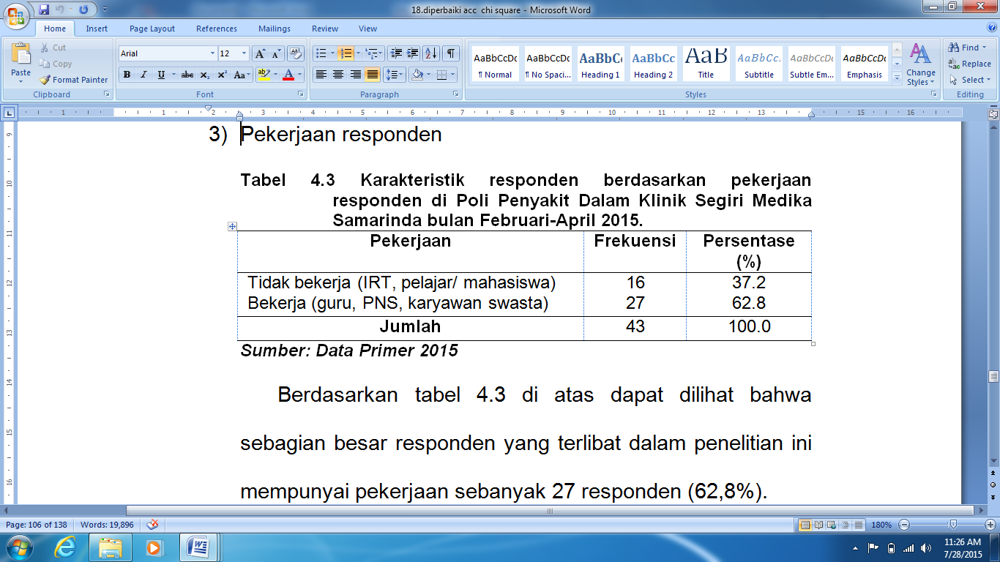 18.diperbaiki acc chi square - Microsoft Word
Home Insert Page Layout References Mailings Review View
Paste
Cut
Copy
Format Painter
Clipboard
Arial 12
Font
Paragraph
AaBbCcDc AaBbCcDc AaBbC AaBbCc AaB AaBbCc. AaBbCcDc AaBbCcDc
¶ Normal ¶ No Spaci... Heading 1 Heading 2 Title Subtitle Subtle Em... Emphasis
Change Styles
Styles
Find
Replace
Select
Editing
3) Pekerjaan responden
Tabel 4.3 Karakteristik responden berdasarkan pekerjaan
responden di Poli Penyakit Dalam Klinik Segiri Medika
Samarinda bulan Februari-April 2015.
Pekerjaan Frekuensi Persentase
(%)
Tidak bekerja (IRT, pelajar/ mahasiswa) 16 37.2
Bekerja (guru, PNS, karyawan swasta) 27 62.8
Jumlah 43 100.0
Sumber: Data Primer 2015
Berdasarkan tabel 4.3 di atas dapat dilihat bahwa
sebagian besar responden yang terlibat dalam penelitian ini
mempunyai pekerjaan sebanyak 27 responden (62,8%).
Page: 106 of 138 Words: 19,896 180%
11:26 AM
7/28/2015